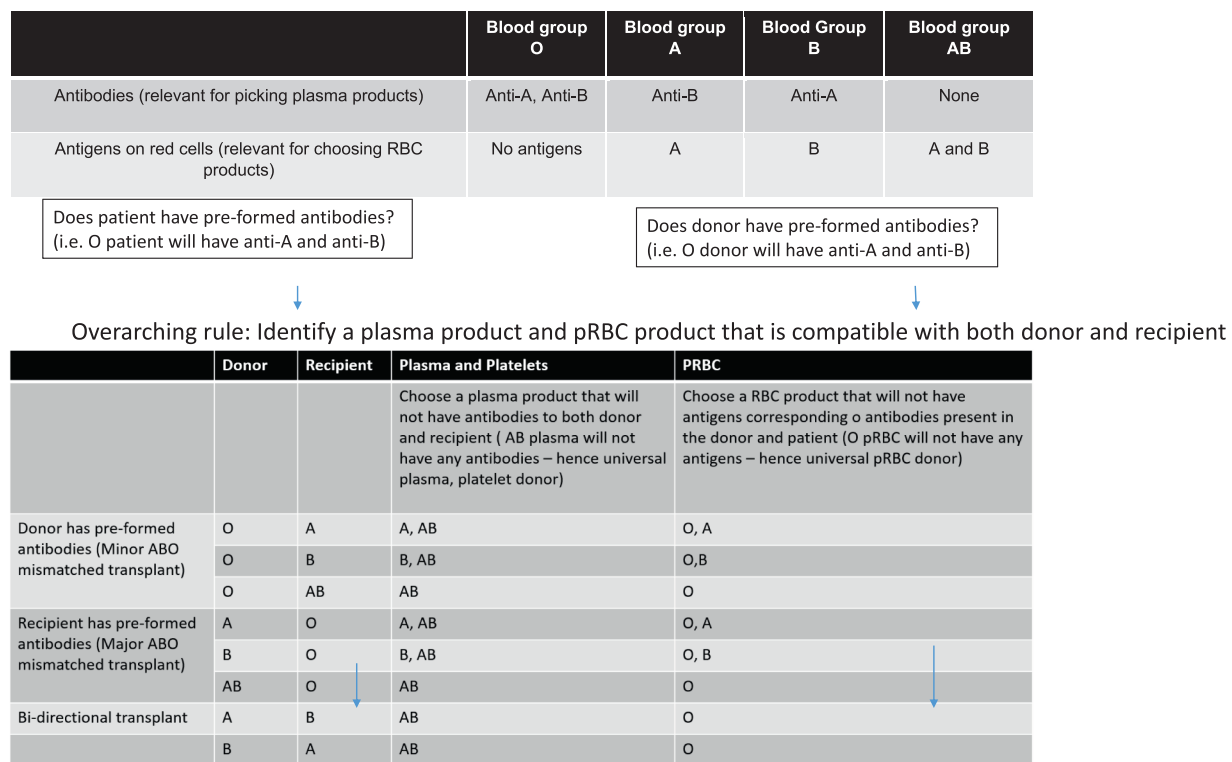 Blood group O Blood group A Blood Group B Blood group AB
Antibodies (relevant for picking plasma products) Anti-A, Anti-B Anti-B Anti-A None
Antigens on red cells (relevant for choosing RBC products) No antigens A B A and B
Does patient have pre-formed antibodies?
(i.e. O patient will have anti-A and anti-B)
Does donor have pre-formed antibodies?
(i.e. O donor will have anti-A and anti-B)
Overarching rule: Identify a plasma product and pRBC product that is compatible with both donor and recipient
Donor Recipient Plasma and Platelets PRBC
Choose a plasma product that will
not have antibodies to both donor
and recipient ( AB plasma will not
have any antibodies – hence universal
plasma, platelet donor)
Choose a RBC product that will not have
antigens corresponding o antibodies present in
the donor and patient (O pRBC will not have any
antigens – hence universal pRBC donor)
Donor has pre-formed
antibodies (Minor ABO
mismatched transplant)
O A A, AB O, A
O B B, AB O,B
O AB AB O
Recipient has pre-formed
antibodies (Major ABO
mismatched transplant)
A O A, AB O, A
B O B, AB O, B
AB O AB O
Bi-directional transplant A B AB O
B A AB O